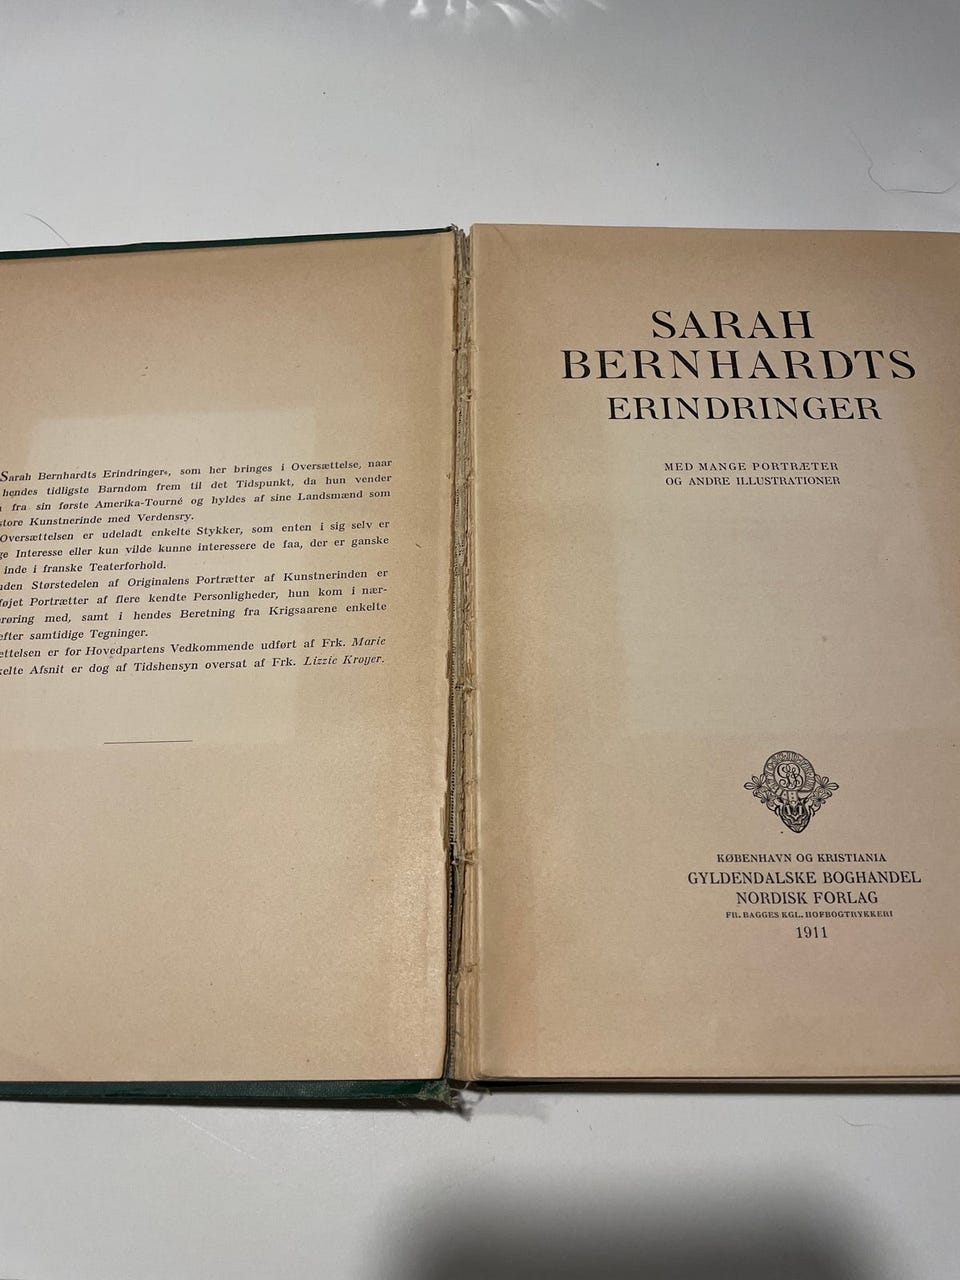 Sarah Bernhardts Erindringer«, som her bringes i Oversættelse, naar
hendes tidligste Barndom frem til det Tidspunkt, da hun vender
fra sin første Amerika-Tourné og hyldes af sine Landsmænd som
store Kunstnerinde med Verdensry.
Oversættelsen er udeladt enkelte Stykker, som enten i sig selv er
ge Interesse eller kun vilde kunne interessere de faa, der er ganske
inde i franske Teaterforhold.
den Størstedelen af Originalens Portrætter af Kunstnerinden er
føjet Portrætter af flere kendte Personligheder, hun kom i nær-
røring med, samt i hendes Beretning fra Krigsaarene enkelte
efter samtidige Tegninger.
ættelsen er for Hovedpartens Vedkommende udført af Frk. Marie
kelte Afsnit er dog af Tidshensyn oversat af Frk. Lizzie Kroyer.
SARAH
BERNHARDTS
ERINDRINGER
MED MANGE PORTRÆTER
OG ANDRE ILLUSTRATIONER
KØBENHAVN OG KRISTIANIA
GYLDENDALSKE BOGHANDEL
NORDISK FORLAG
FR. BAGGES KGL. HOFBOGTRYKKERI
1911